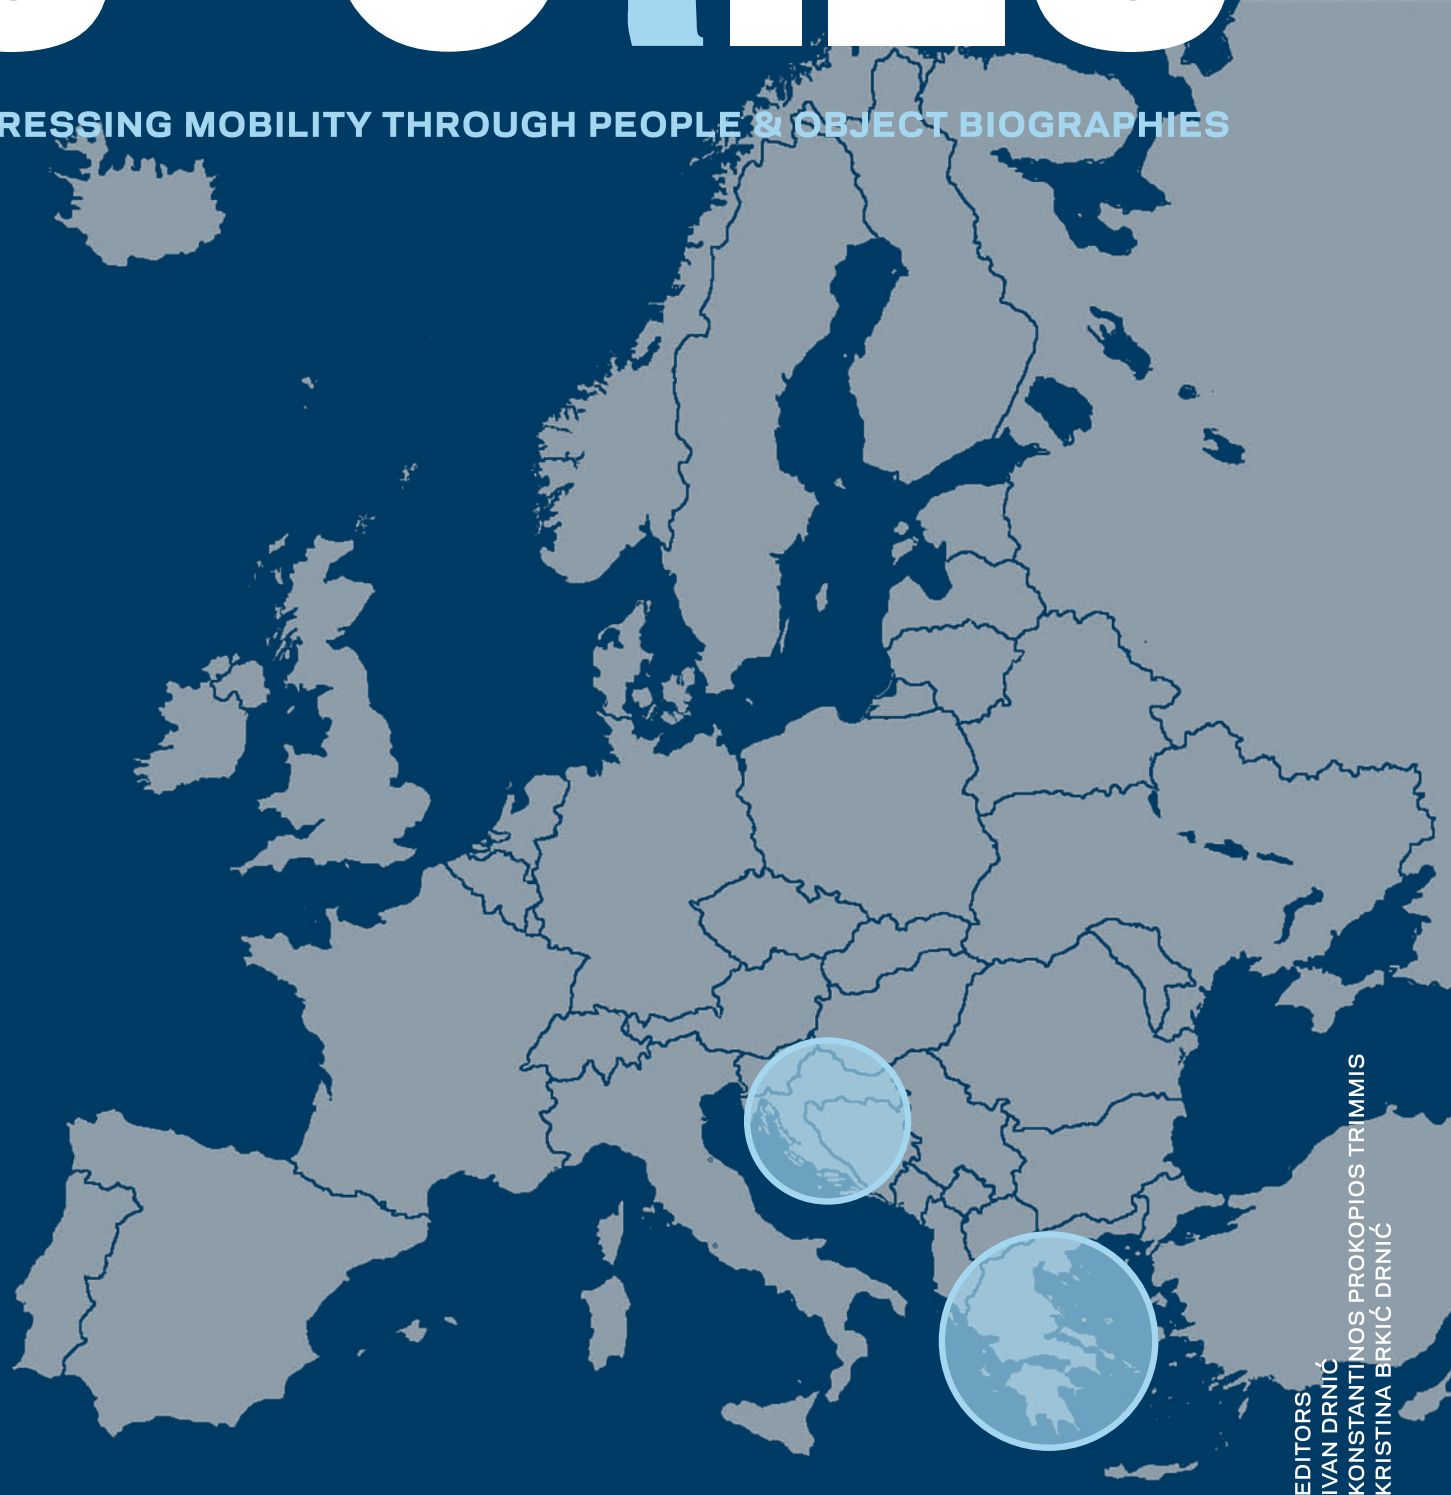 RESSING MOBILITY THROUGH PEOPLE & OBJECT BIOGRAPHIES
EDITORS
IVAN DRNIĆ
KONSTANTINOS PROKOPIOS TRIMMIS
KRISTINA BRKIĆ DRNIĆ